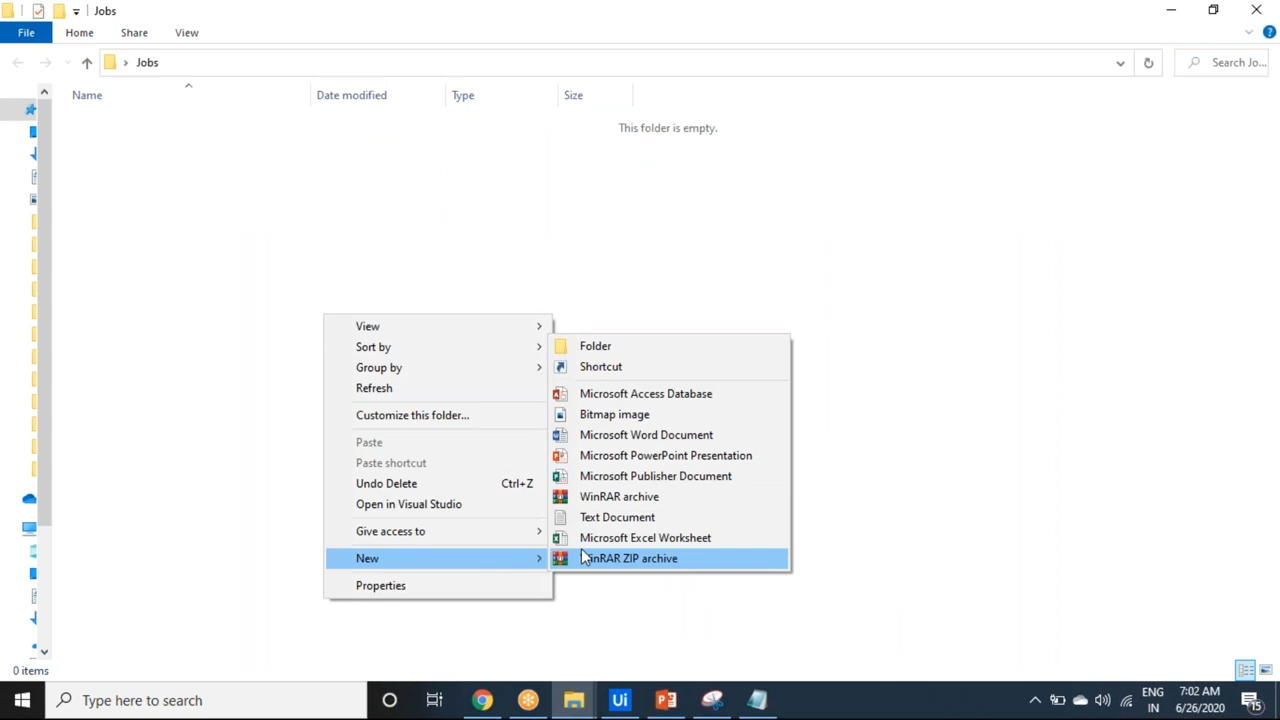 Jobs
File Home Share View
Jobs
Search Jo...
Name Date modified Type Size
This folder is empty.
View
Sort by
Group by
Refresh
Customize this folder...
Paste
Paste shortcut
Undo Delete Ctrl+Z
Open in Visual Studio
Give access to
New
Properties
Folder
Shortcut
Microsoft Access Database
Bitmap image
Microsoft Word Document
Microsoft PowerPoint Presentation
Microsoft Publisher Document
WinRAR archive
Text Document
Microsoft Excel Worksheet
WinRAR ZIP archive
0 items
Type here to search
Ui
ENG
IN
7:02 AM
6/26/2020
15